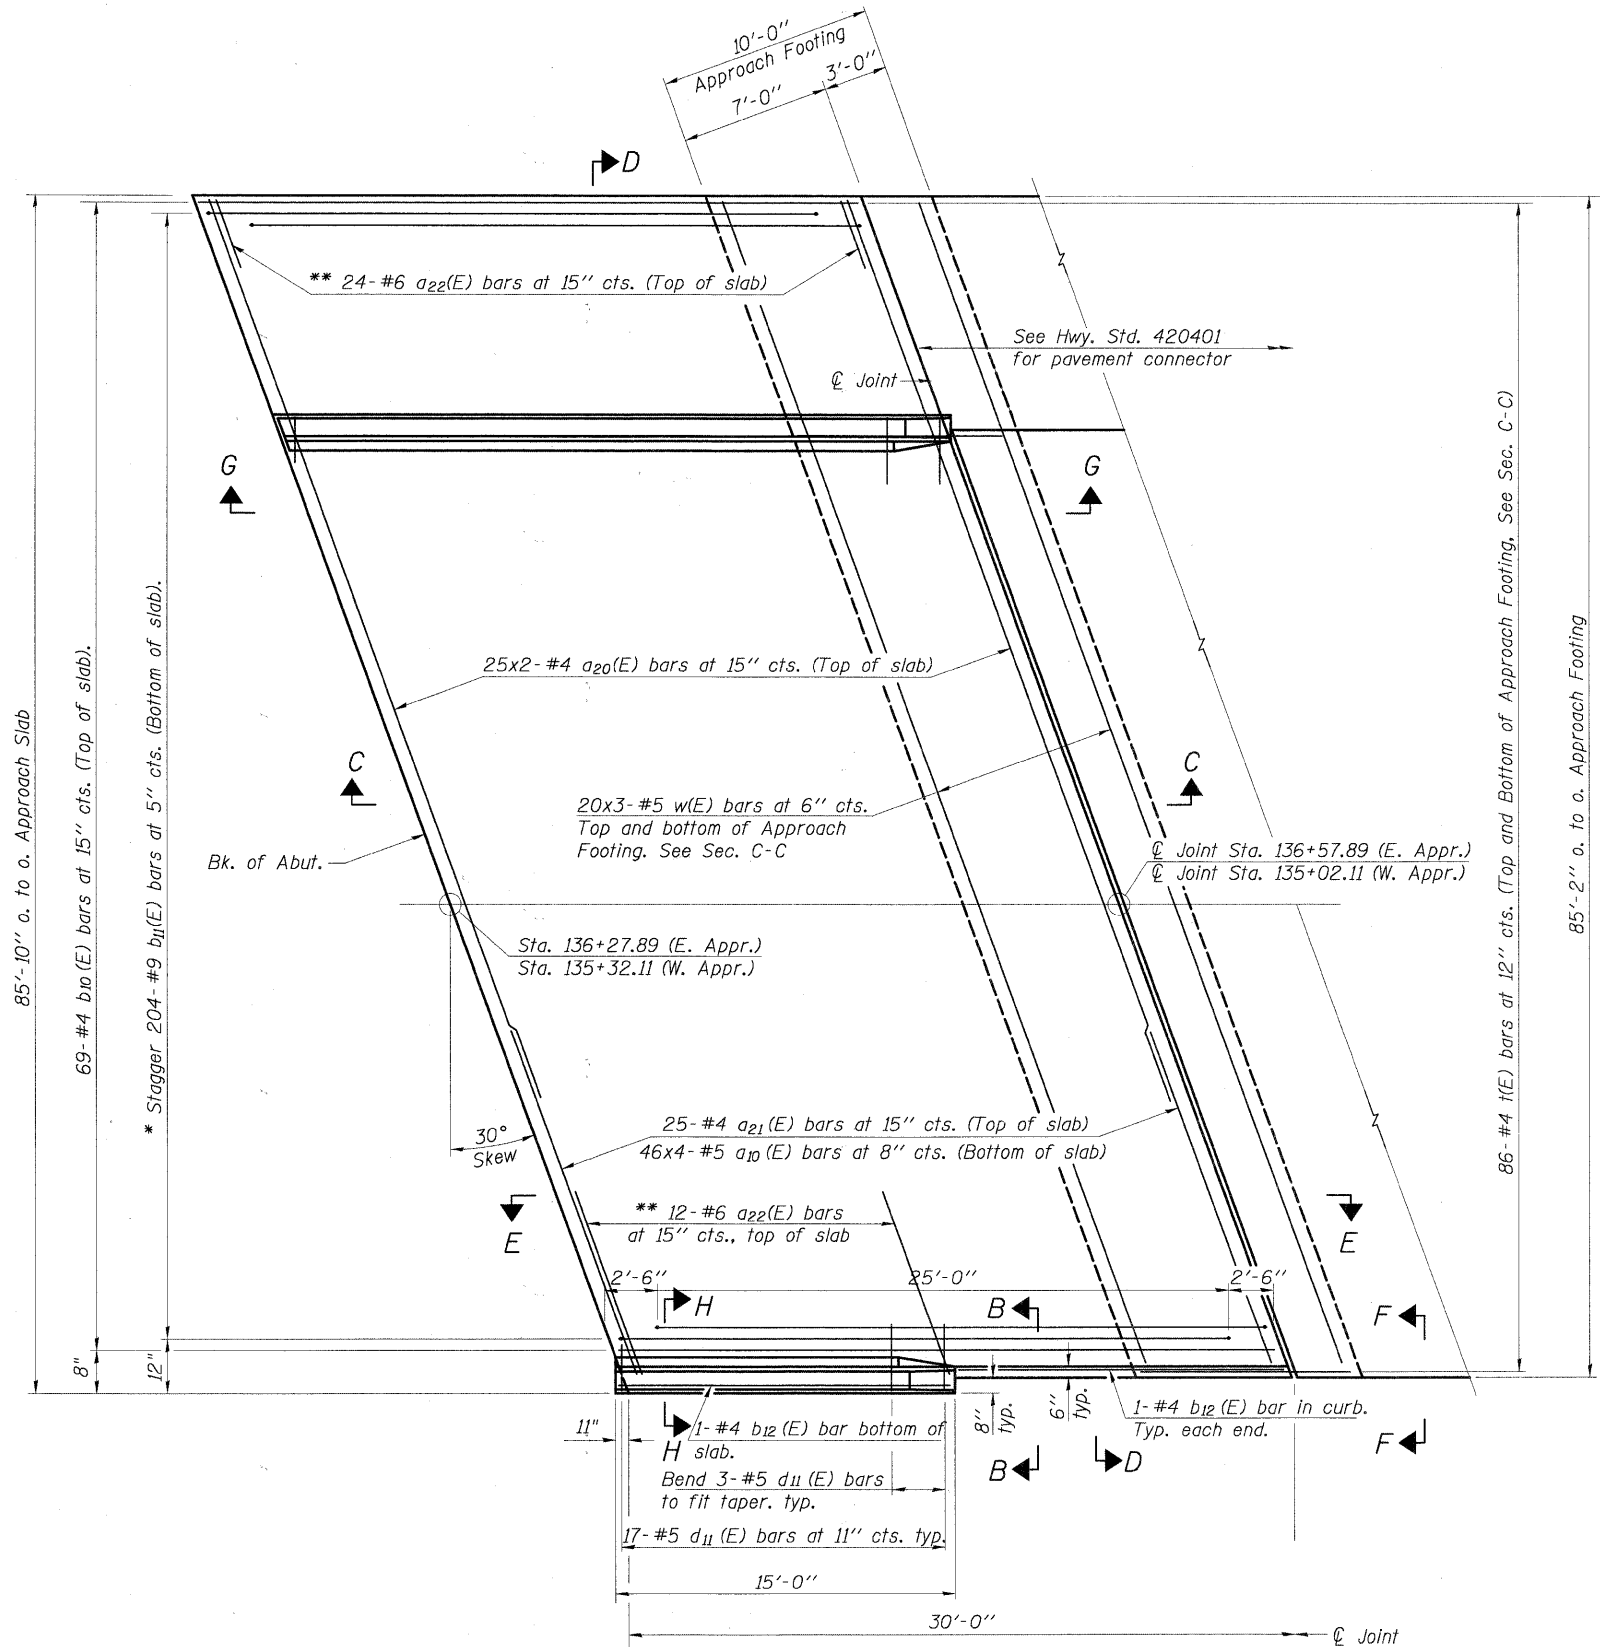 10'-0"
Approach Footing
7'-0"
3'-0"
D
** 24-#6 a22(E) bars at 15" cts. (Top of slab)
See Hwy. Std. 420401
for pavement connector
℄ Joint
G
G
85'-10" o. to o. Approach Slab
69-#4 b10(E) bars at 15" cts. (Top of slab).
* Stagger 204-#9 b11(E) bars at 5" cts. (Bottom of slab).
86-#4 t(E) bars at 12" cts. (Top and Bottom of Approach Footing, See Sec. C-C)
85'-2" o. to o. Approach Footing
25x2-#4 a20(E) bars at 15" cts. (Top of slab)
C
C
20x3-#5 w(E) bars at 6" cts.
Top and bottom of Approach
Footing. See Sec. C-C
Bk. of Abut.
℄ Joint Sta. 136+57.89 (E. Appr.)
℄ Joint Sta. 135+02.11 (W. Appr.)
Sta. 136+27.89 (E. Appr.)
Sta. 135+32.11 (W. Appr.)
30°
Skew
25-#4 a21(E) bars at 15" cts. (Top of slab)
46x4-#5 a10(E) bars at 8" cts. (Bottom of slab)
E
E
** 12-#6 a22(E) bars
at 15" cts., top of slab
2'-6"
25'-0"
2'-6"
H
B
F
8"
12"
11"
1-#4 b12(E) bar bottom of
slab.
H
8"
typ.
6"
typ.
1-#4 b12(E) bar in curb.
Typ. each end.
B
D
F
Bend 3-#5 d11(E) bars
to fit taper. typ.
17-#5 d11(E) bars at 11" cts. typ.
15'-0"
30'-0"
℄ Joint